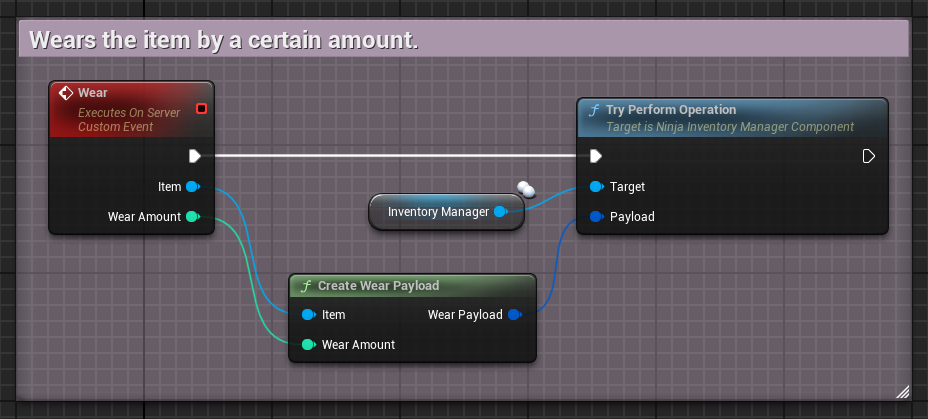 Wears the item by a certain amount.
Wear
Executes On Server
Custom Event
Item
Wear Amount
Inventory Manager
f Try Perform Operation
Target is Ninja Inventory Manager Component
Target
Payload
f Create Wear Payload
Item Wear Payload
Wear Amount